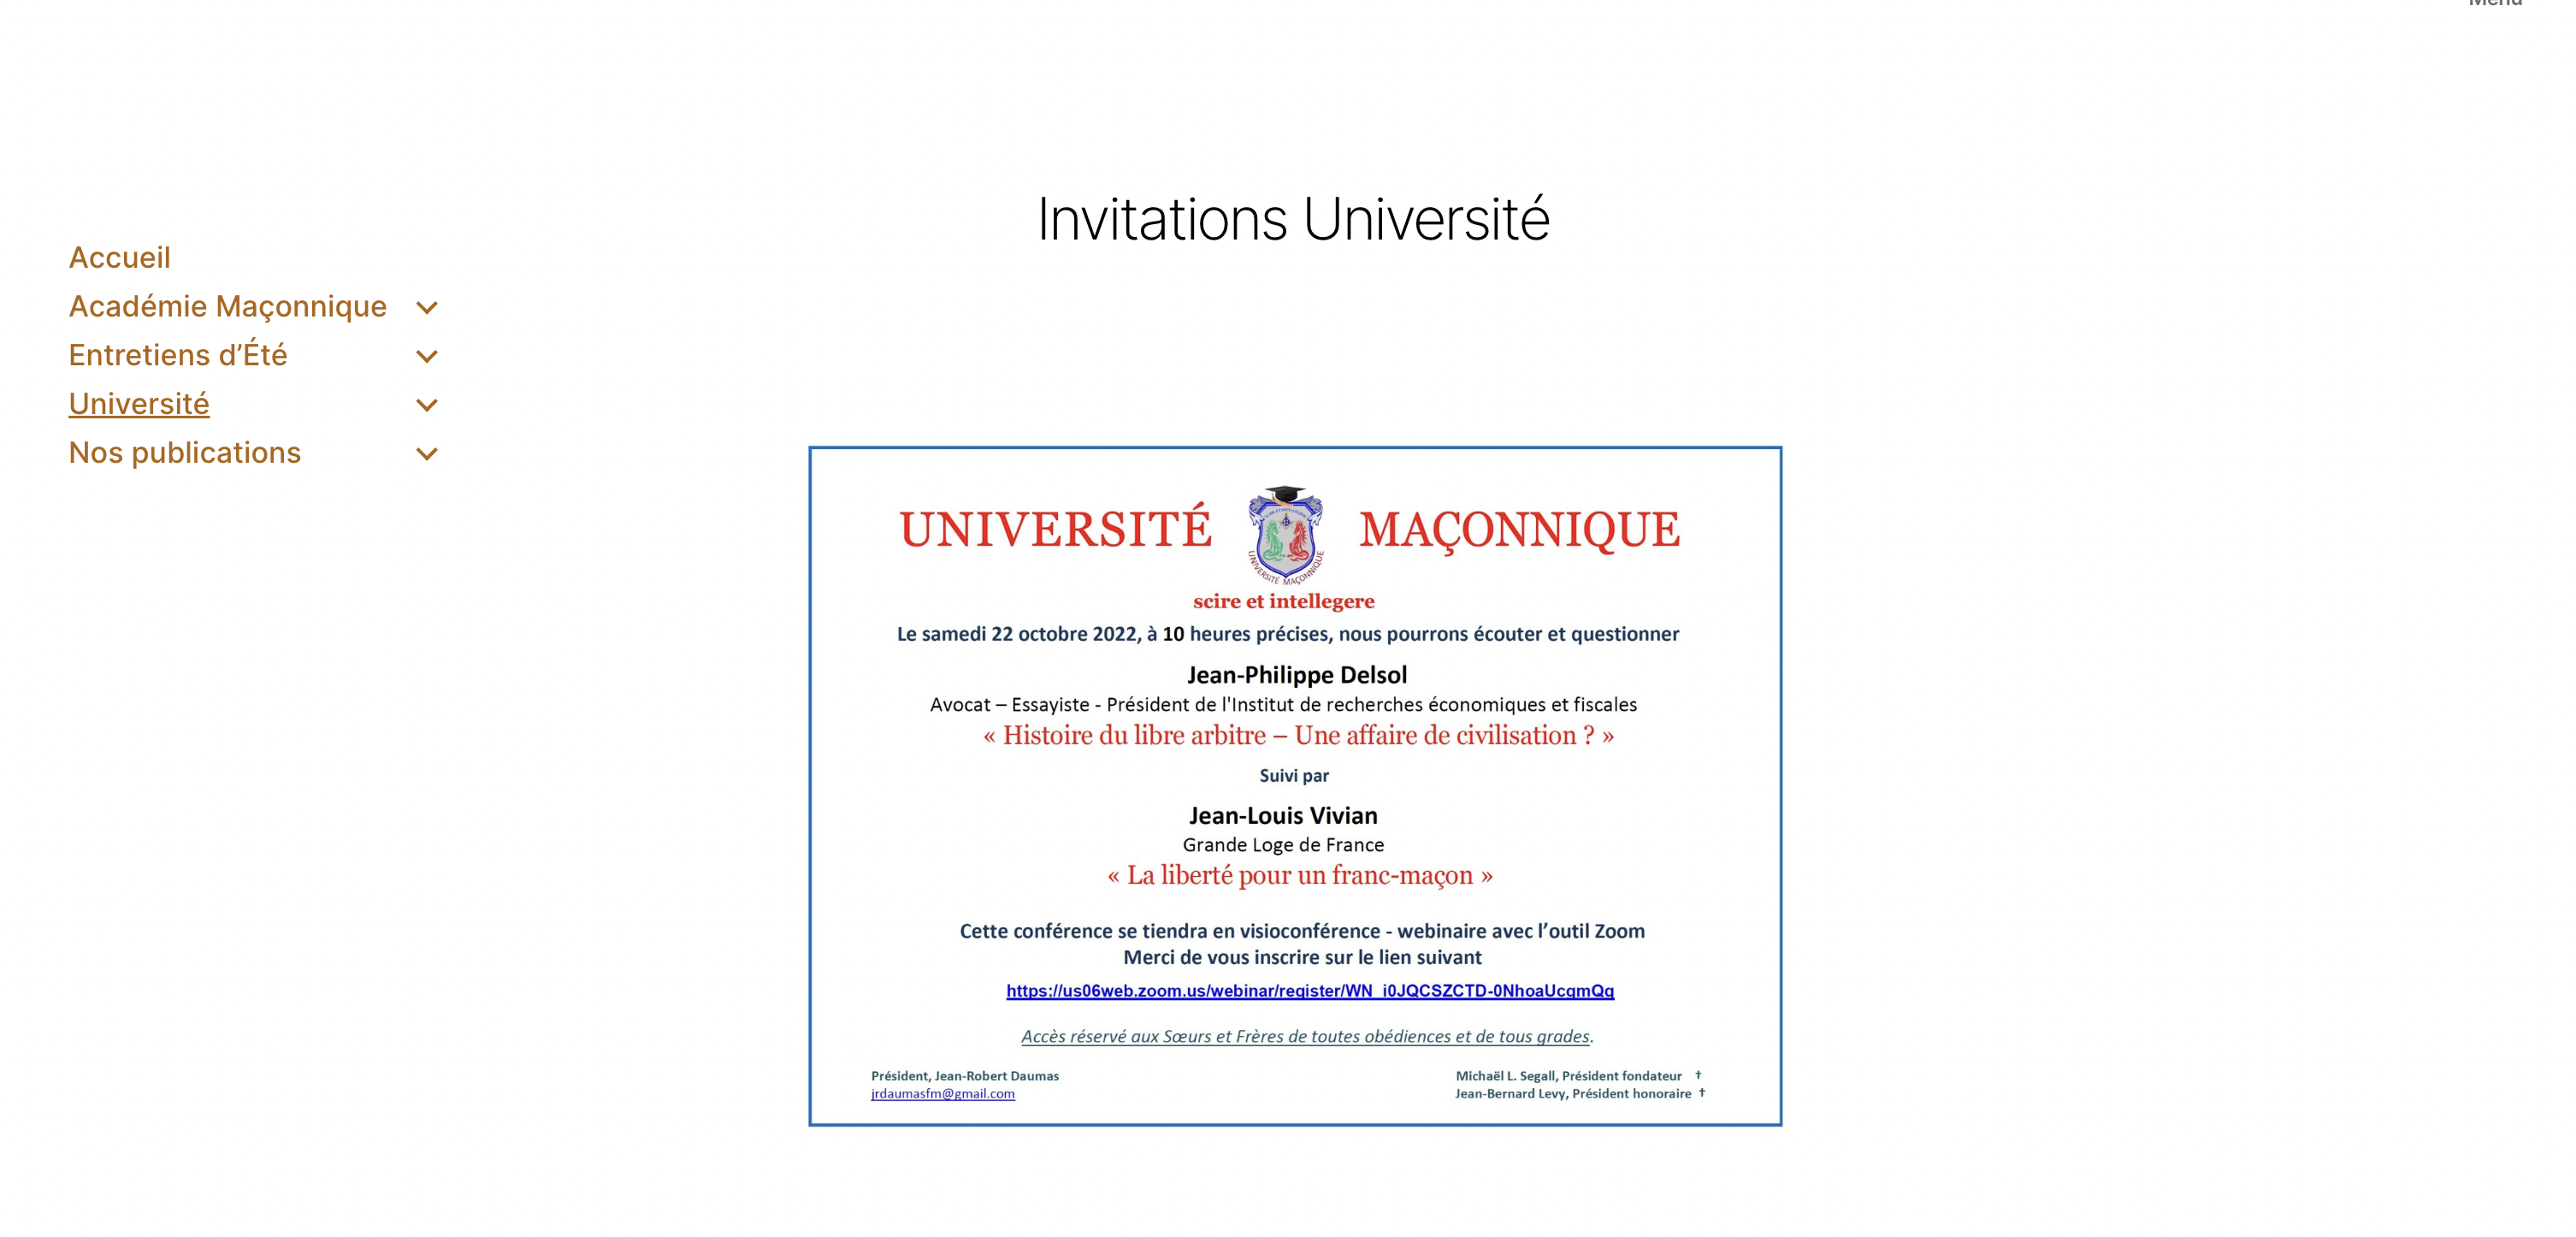 Menu
Invitations Université
Accueil
Académie Maçonnique
Entretiens d’Été
Université
Nos publications
UNIVERSITÉ MAÇONNIQUE
UNIVERSITÉ MAÇONNIQUE
scire et intellegere
Le samedi 22 octobre 2022, à 10 heures précises, nous pourrons écouter et questionner
Jean-Philippe Delsol
Avocat – Essayiste - Président de l'Institut de recherches économiques et fiscales
« Histoire du libre arbitre – Une affaire de civilisation ? »
Suivi par
Jean-Louis Vivian
Grande Loge de France
« La liberté pour un franc-maçon »
Cette conférence se tiendra en visioconférence - webinaire avec l’outil Zoom
Merci de vous inscrire sur le lien suivant
https://us06web.zoom.us/webinar/register/WN_i0JQCSZCTD-0NhoaUcqmQg
Accès réservé aux Sœurs et Frères de toutes obédiences et de tous grades.
Président, Jean-Robert Daumas
jrdaumasfm@gmail.com
Michaël L. Segall, Président fondateur †
Jean-Bernard Levy, Président honoraire †